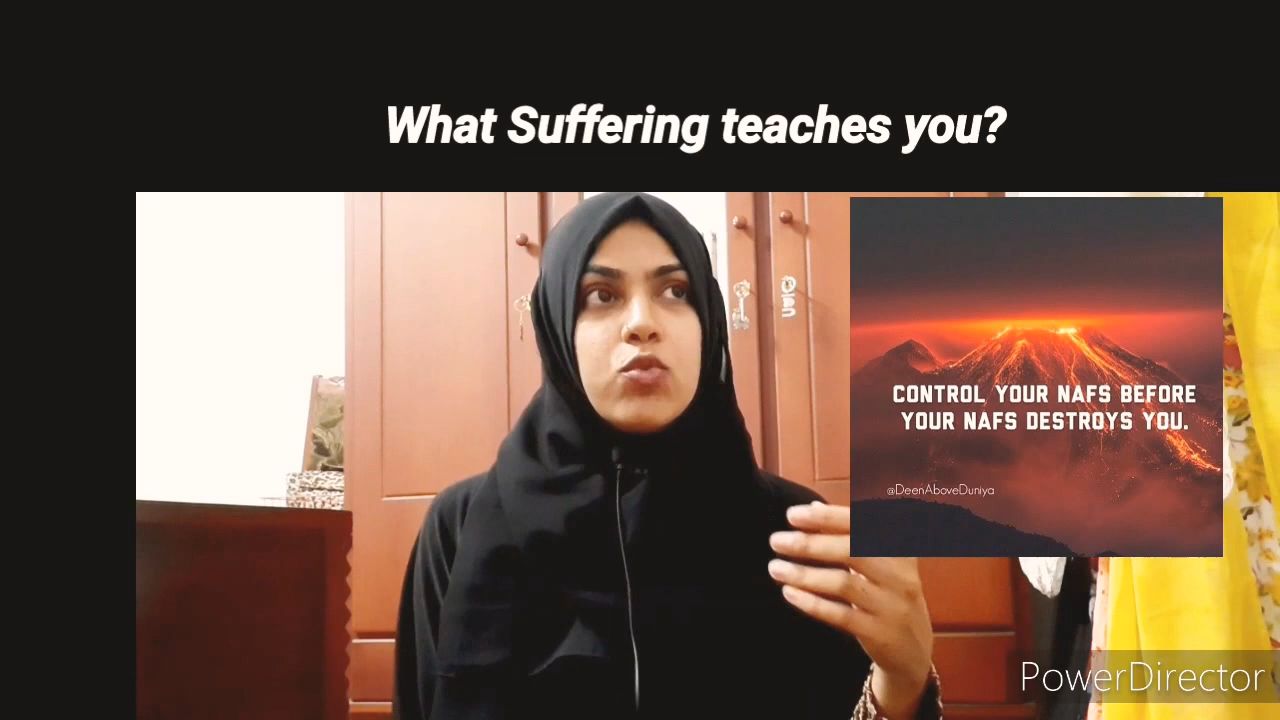 What Suffering teaches you?
CONTROL YOUR NAFS BEFORE
YOUR NAFS DESTROYS YOU.
@DeenAboveDuniya
PowerDirector